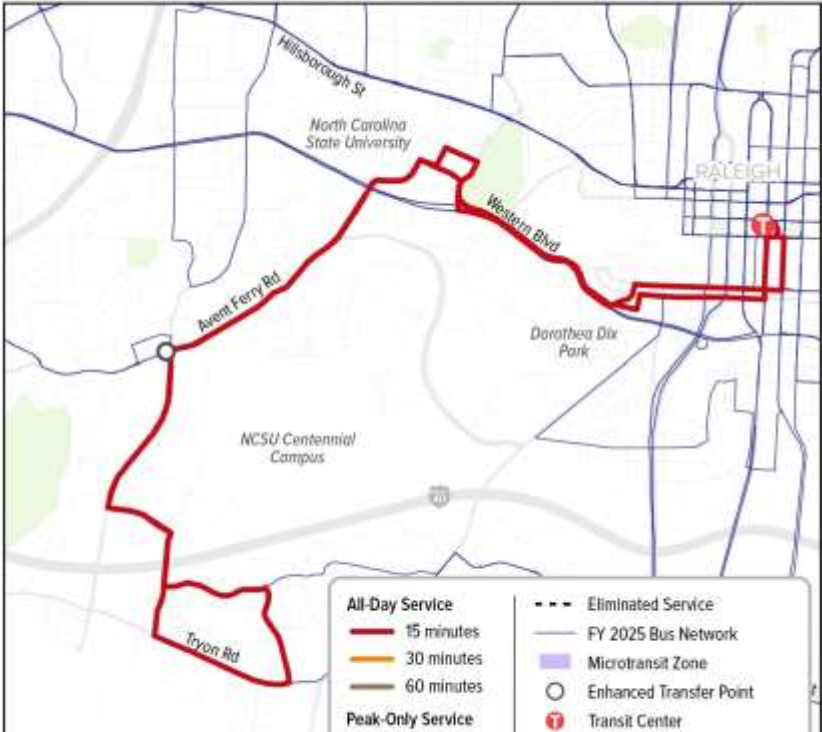 Hillsborough St
North Carolina
State University
RALEIGH
T
Western Blvd
Avent Ferry Rd
Dorothea Dix
Park
NCSU Centennial
Campus
Tryon Rd
All-Day Service
15 minutes
30 minutes
60 minutes
Peak-Only Service
Eliminated Service
FY 2025 Bus Network
Microtransit Zone
Enhanced Transfer Point
T Transit Center